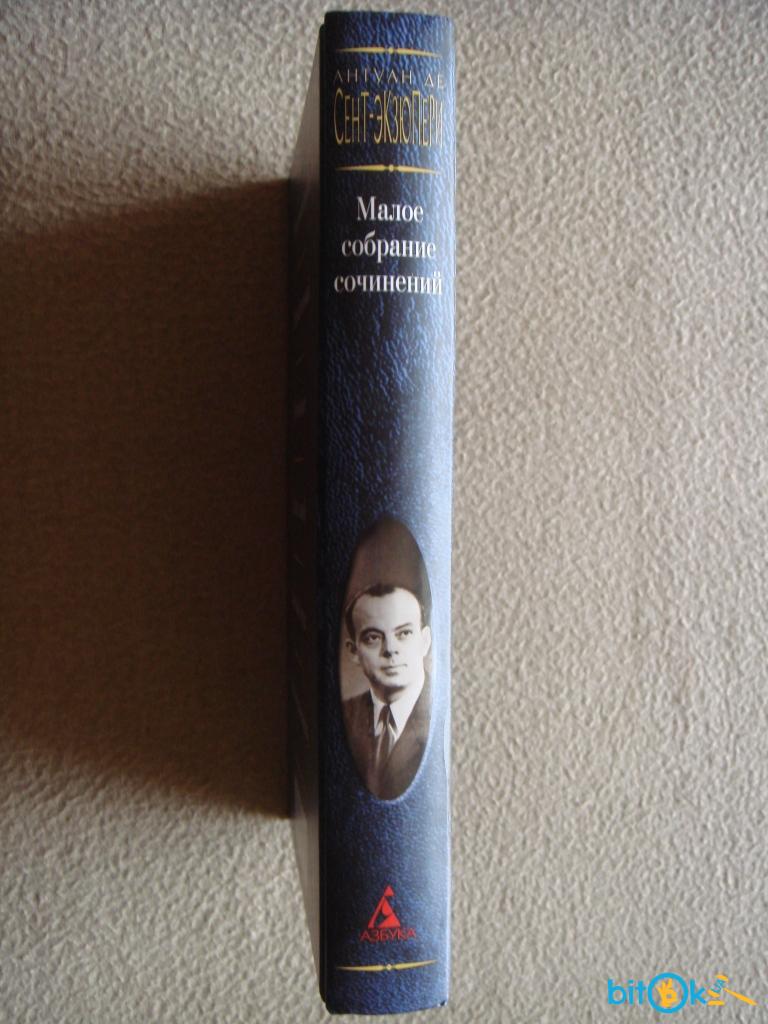 АНТУАН ДЕ
СЕНТ-ЭКЗЮПЕРИ
Малое
собрание
сочинений
АЗБУКА
bitok